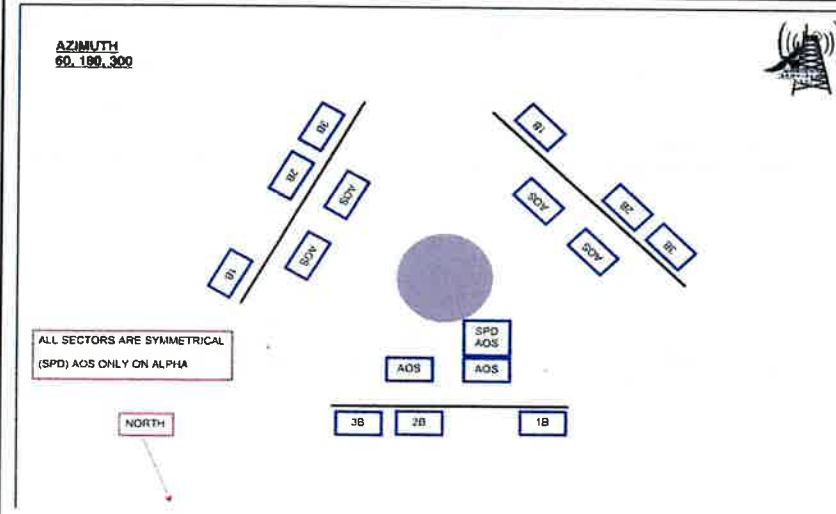 AZIMUTH
60, 180, 300
3B
2B
1B
AOS
AOS
1B
2B
3B
AOS
AOS
SPD
AOS
AOS
AOS
3B
2B
1B
ALL SECTORS ARE SYMMETRICAL
(SPD) AOS ONLY ON ALPHA
NORTH